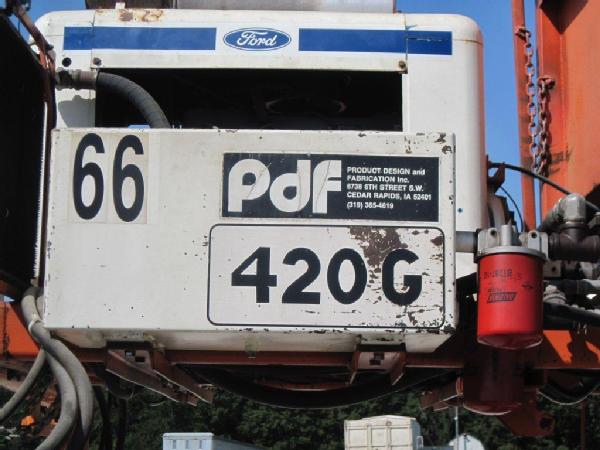 Ford
66
PDF
PRODUCT DESIGN and
FABRICATION Inc.
6738 6TH STREET S.W.
CEDAR RAPIDS, IA 52401
(319) 365-4619
420G